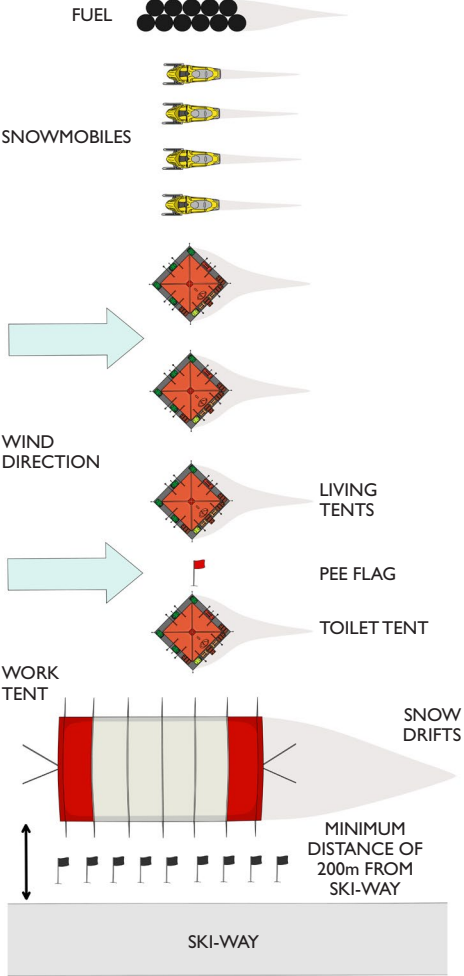 FUEL
SNOWMOBILES
WIND
DIRECTION
LIVING
TENTS
PEE FLAG
TOILET TENT
WORK
TENT
SNOW
DRIFTS
MINIMUM
DISTANCE OF
200m FROM
SKI-WAY
SKI-WAY